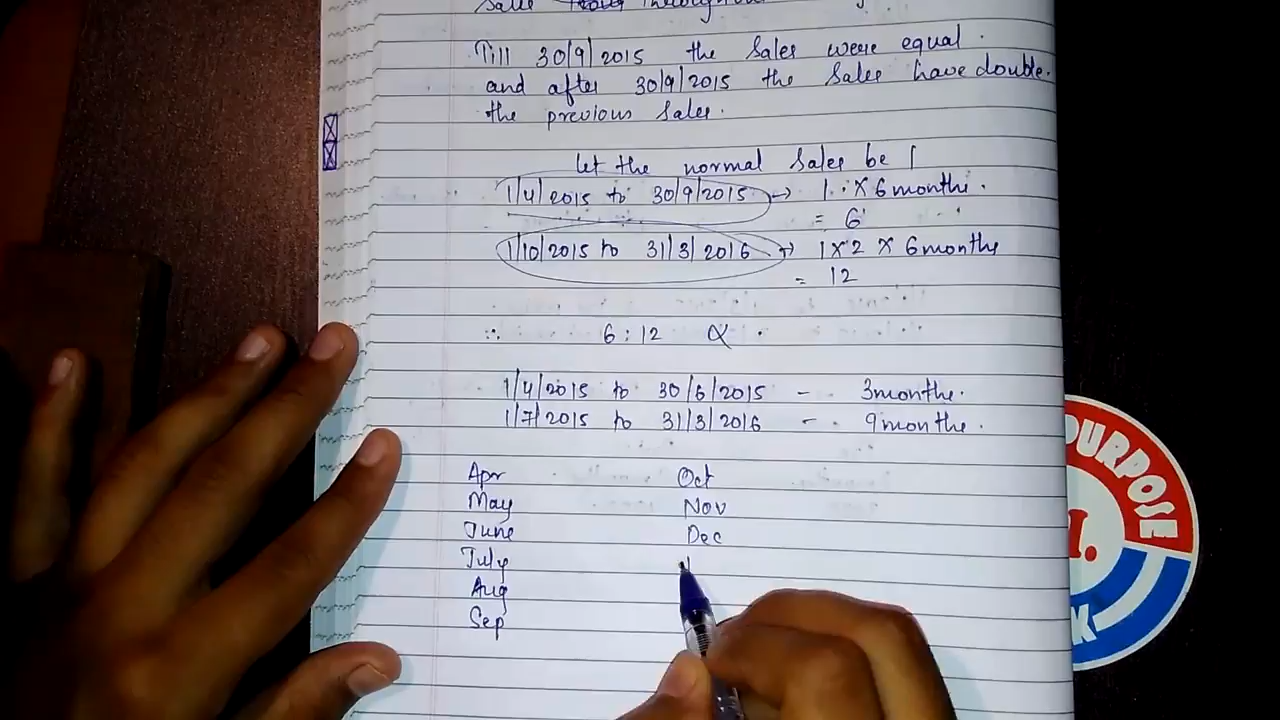 Sales throughout
Till 30/9/2015 the Sales were equal.
and after 30/9/2015 the Sales have double.
the previous Sales.
let the normal Sales be 1
1/4/2015 to 30/9/2015 → 1 × 6 months.
= 6
1/10/2015 to 31/3/2016 → 1 × 2 × 6 months
= 12
∴ 6 : 12
1/4/2015 to 30/6/2015 - 3 months.
1/7/2015 to 31/3/2016 - 9 months.
Apr Oct
May Nov
June Dec
July
Aug
Sep
URPOSE